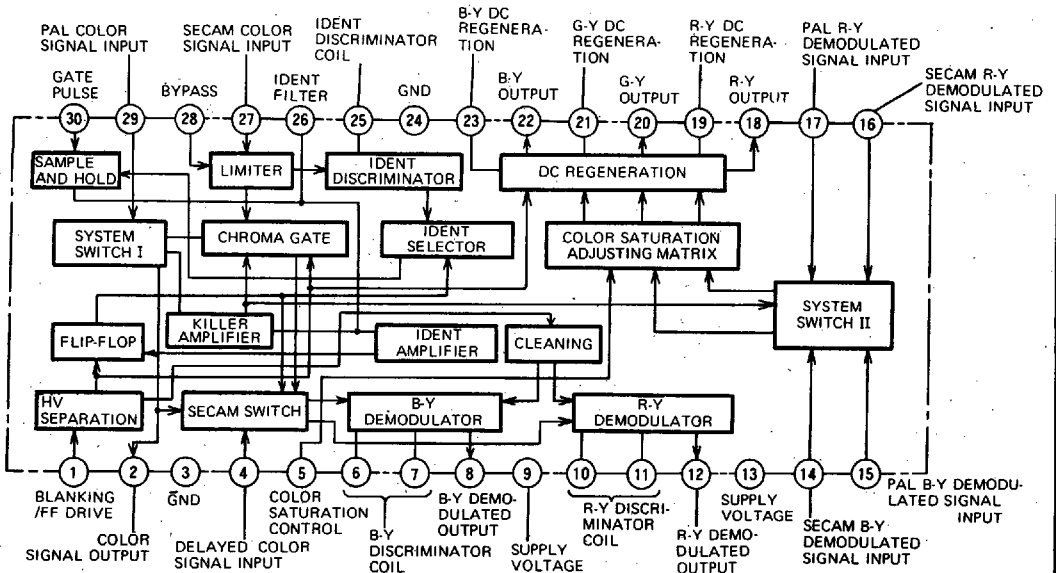 PAL COLOR
SIGNAL INPUT
SECAM COLOR
SIGNAL INPUT
IDENT
DISCRIMINATOR
COIL
B-Y DC
REGENERATION
G-Y DC
REGENERA-
TION
R-Y DC
REGENERA-
TION
PAL R-Y
DEMODULATED
SIGNAL INPUT
SECAM R-Y
DEMODULATED
SIGNAL INPUT
GATE
PULSE
BYPASS
IDENT
FILTER
GND
B-Y
OUTPUT
G-Y
OUTPUT
R-Y
OUTPUT
30 29 28 27 26 25 24 23 22 21 20 19 18 17 16
SAMPLE
AND HOLD
LIMITER
IDENT
DISCRIMINATOR
DC REGENERATION
SYSTEM
SWITCH I
CHROMA GATE
IDENT
SELECTOR
COLOR SATURATION
ADJUSTING MATRIX
SYSTEM
SWITCH II
KILLER
AMPLIFIER
FLIP-FLOP
IDENT
AMPLIFIER
CLEANING
HV
SEPARATION
SECAM SWITCH
B-Y
DEMODULATOR
R-Y
DEMODULATOR
1 2 3 4 5 6 7 8 9 10 11 12 13 14 15
BLANKING
/FF DRIVE
COLOR
SIGNAL OUTPUT
GND
DELAYED COLOR
SIGNAL INPUT
COLOR
SATURATION
CONTROL
B-Y
DISCRIMINATOR
COIL
B-Y DEMO-
DULATED
OUTPUT
SUPPLY
VOLTAGE
R-Y DISCRI-
MINATOR
COIL
R-Y DEMO-
DULATED
OUTPUT
SUPPLY
VOLTAGE
SECAM B-Y
DEMODULATED
SIGNAL INPUT
PAL B-Y DEMODU-
LATED SIGNAL
INPUT